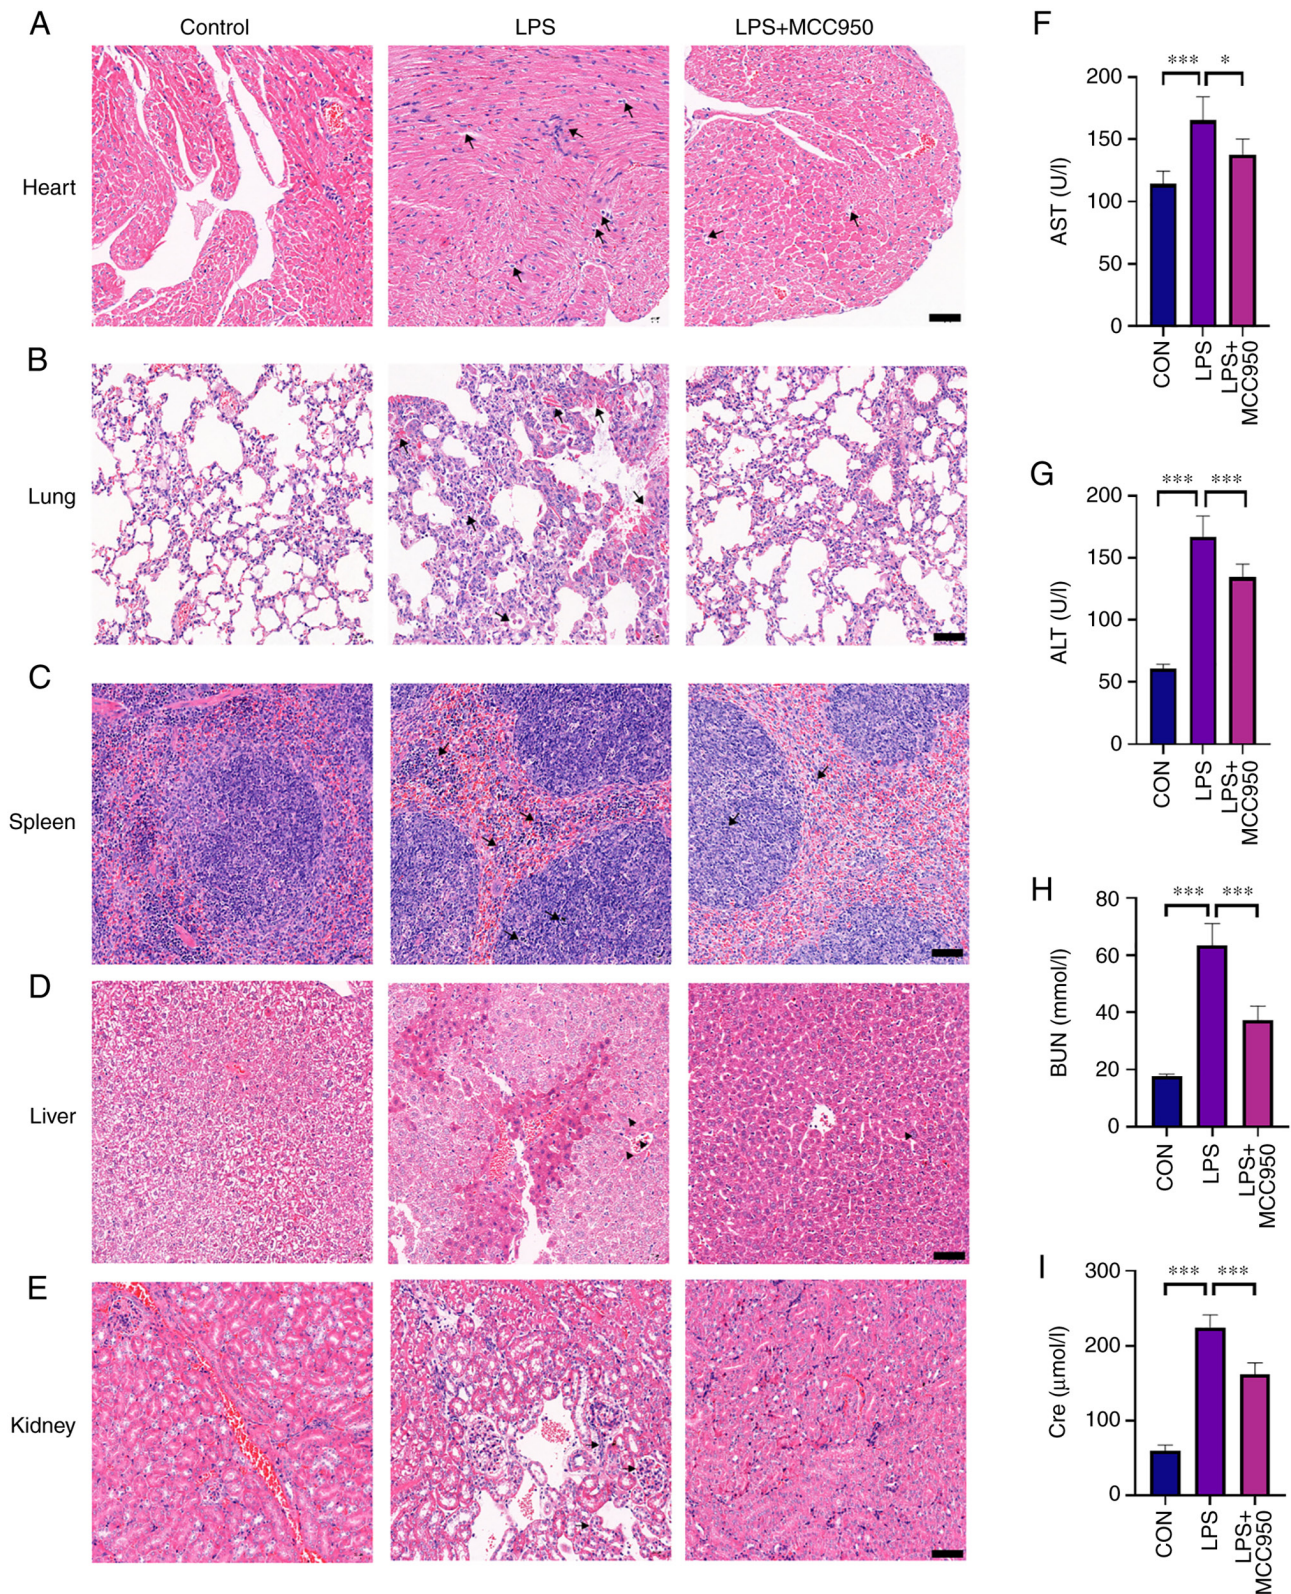 A
Control
LPS
LPS+MCC950
Heart
B
Lung
C
Spleen
D
Liver
E
Kidney
F
***
*
200
150
100
50
0
AST (U/l)
CON
LPS
LPS+
MCC950
G
***
***
200
150
100
50
0
ALT (U/l)
CON
LPS
LPS+
MCC950
H
***
***
80
60
40
20
0
BUN (mmol/l)
CON
LPS
LPS+
MCC950
I
***
***
300
200
100
0
Cre (μmol/l)
CON
LPS
LPS+
MCC950